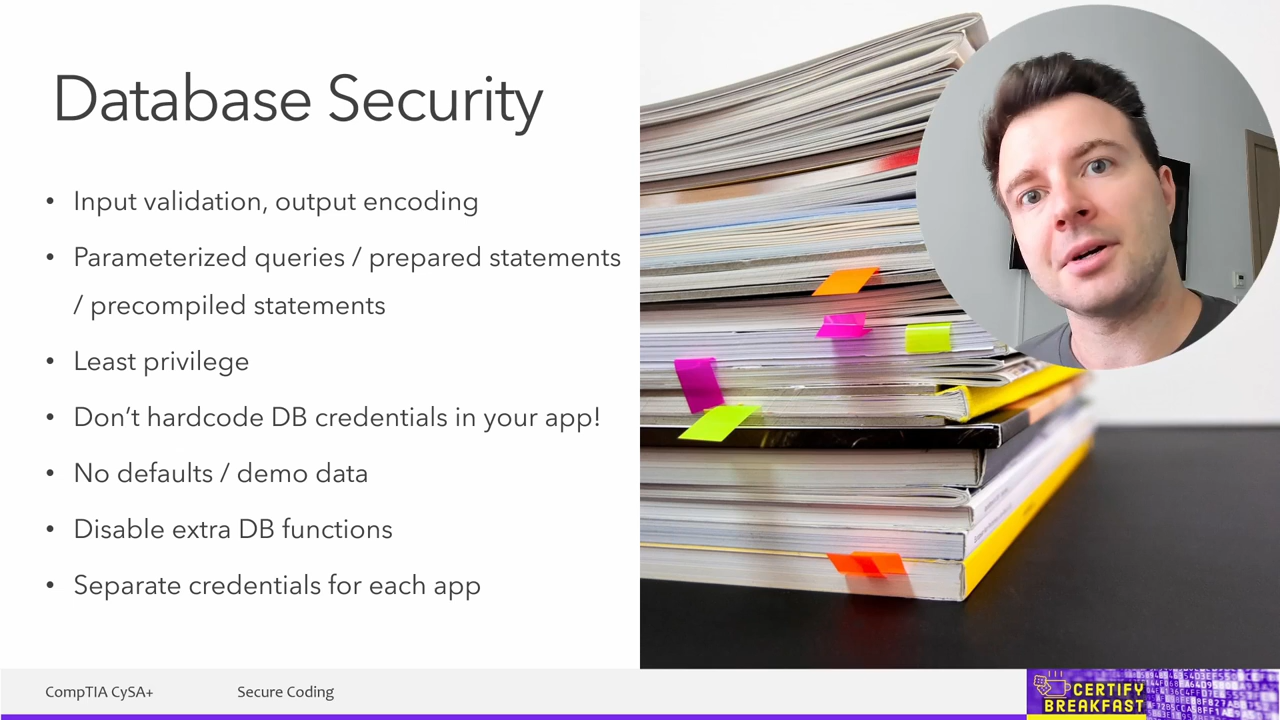 Database Security
• Input validation, output encoding
• Parameterized queries / prepared statements
/ precompiled statements
• Least privilege
• Don’t hardcode DB credentials in your app!
• No defaults / demo data
• Disable extra DB functions
• Separate credentials for each app
CompTIA CySA+
Secure Coding
CERTIFY
BREAKFAST